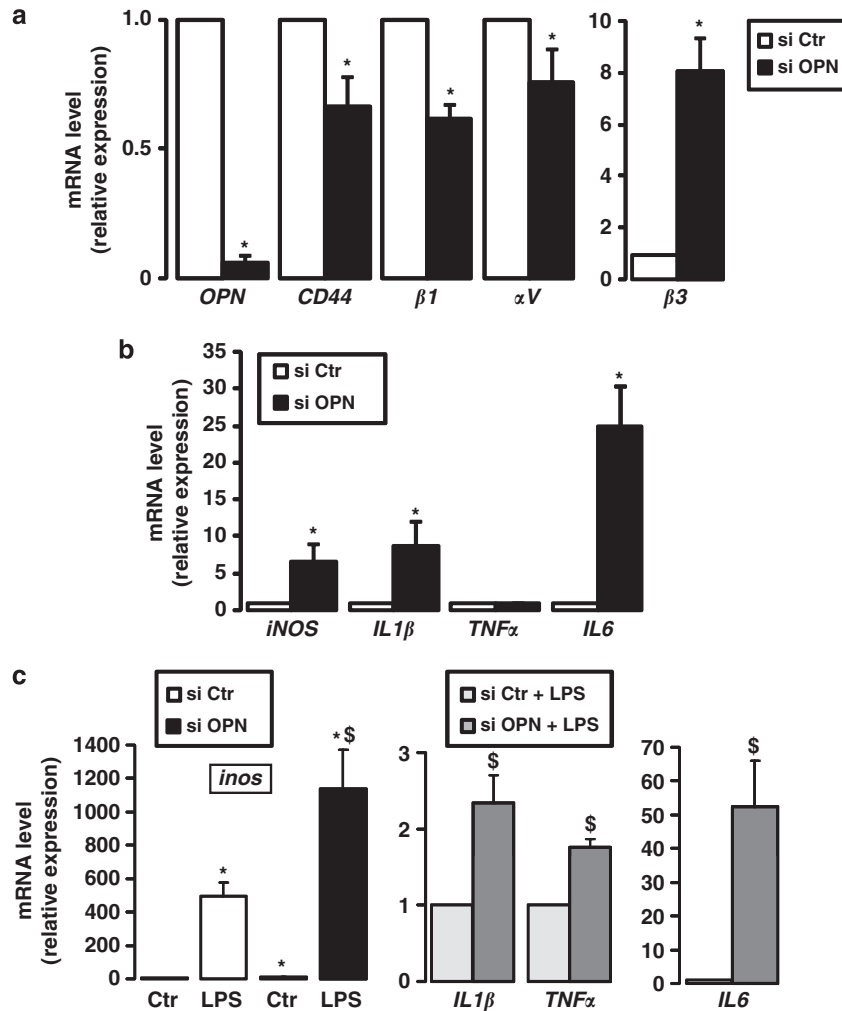 a
mRNA level
(relative expression)
1.0
0.5
0
*
*
*
*
OPN
CD44
β1
αV
10
8
6
4
2
0
*
β3
si Ctr
si OPN
b
mRNA level
(relative expression)
35
30
25
20
15
10
5
0
si Ctr
si OPN
*
*
*
iNOS
IL1β
TNFα
IL6
c
si Ctr
si OPN
mRNA level
(relative expression)
1400
1200
1000
800
600
400
200
0
inos
*
*
*$
Ctr
LPS
Ctr
LPS
si Ctr + LPS
si OPN + LPS
3
2
1
0
$
$
IL1β
TNFα
70
60
50
40
30
20
10
0
$
IL6